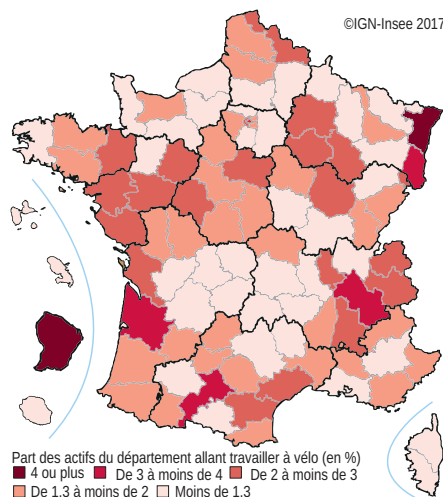 ©IGN-Insee 2017
Part des actifs du département allant travailler à vélo (en %)
4 ou plus De 3 à moins de 4 De 2 à moins de 3
De 1.3 à moins de 2 Moins de 1.3